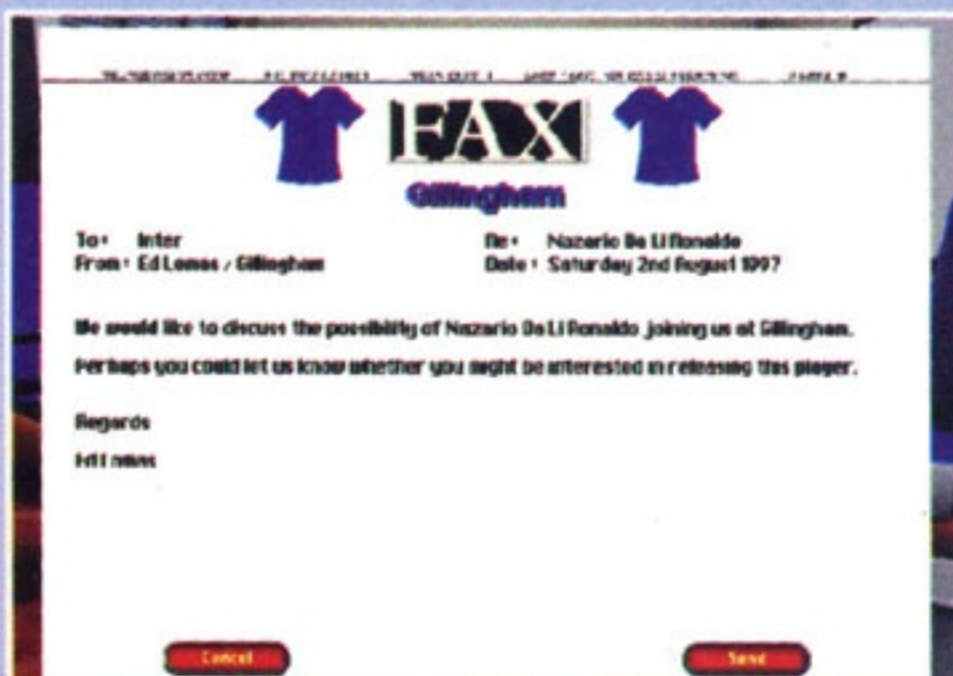 FAX
Gillingham
To: Inter
Re: Nazario Da Li Ronaldo
From: Ed Lomas / Gillingham
Date: Saturday 2nd August 1997
We would like to discuss the possibility of Nazario Da Li Ronaldo joining us at Gillingham.
Perhaps you could let us know whether you might be interested in releasing this player.
Regards
Ed Lomas
Cancel
Send